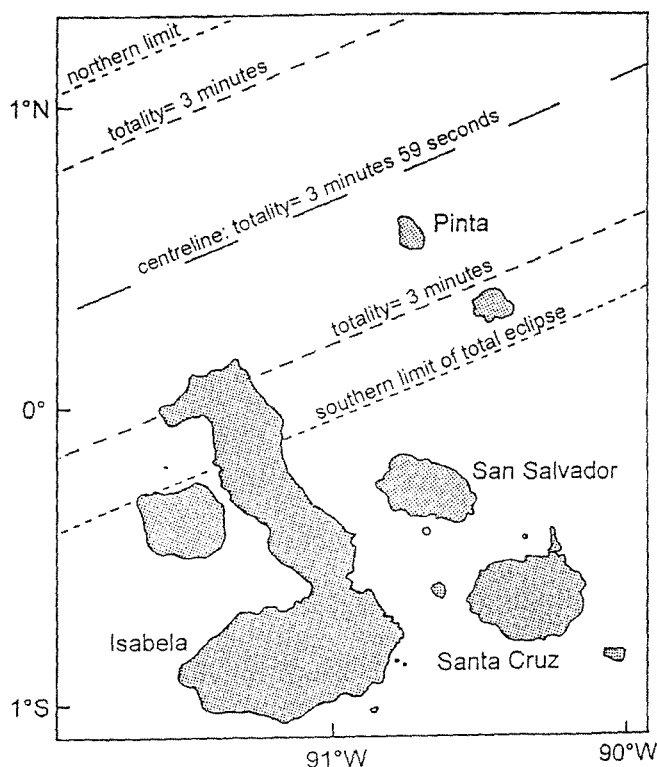 northern limit
totality= 3 minutes
1°N
centreline: totality= 3 minutes 59 seconds
Pinta
totality= 3 minutes
southern limit of total eclipse
0°
San Salvador
Isabela
Santa Cruz
1°S
91°W
90°W